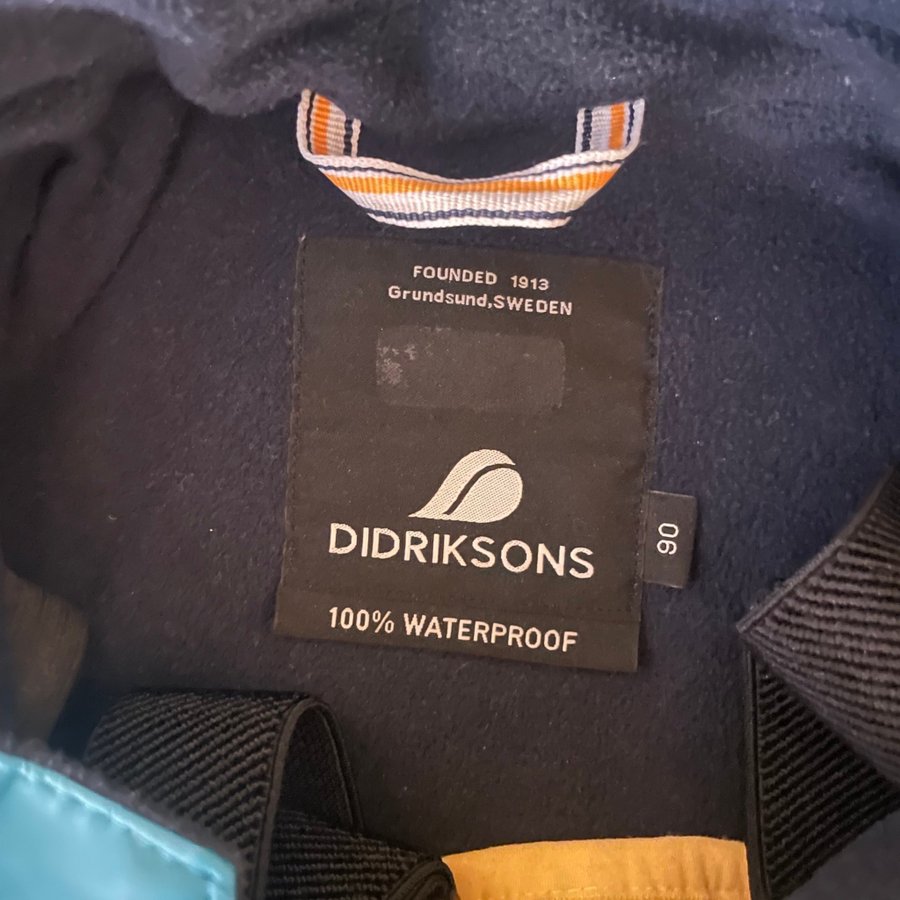 FOUNDED 1913
Grundsund,SWEDEN
DIDRIKSONS
90
100% WATERPROOF